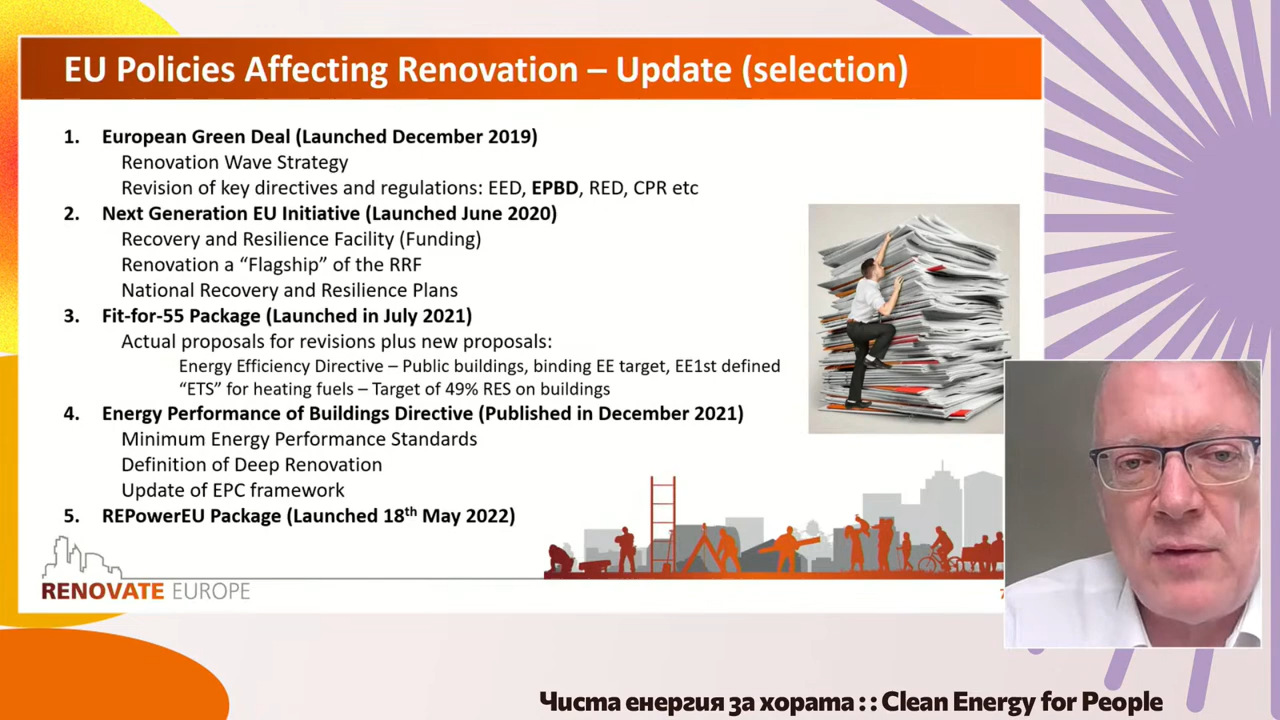 EU Policies Affecting Renovation – Update (selection)
1. European Green Deal (Launched December 2019)
Renovation Wave Strategy
Revision of key directives and regulations: EED, EPBD, RED, CPR etc
2. Next Generation EU Initiative (Launched June 2020)
Recovery and Resilience Facility (Funding)
Renovation a “Flagship” of the RRF
National Recovery and Resilience Plans
3. Fit-for-55 Package (Launched in July 2021)
Actual proposals for revisions plus new proposals:
Energy Efficiency Directive – Public buildings, binding EE target, EE1st defined
“ETS” for heating fuels – Target of 49% RES on buildings
4. Energy Performance of Buildings Directive (Published in December 2021)
Minimum Energy Performance Standards
Definition of Deep Renovation
Update of EPC framework
5. REPowerEU Package (Launched 18th May 2022)
RENOVATE EUROPE
Чиста енергия за хората :: Clean Energy for People